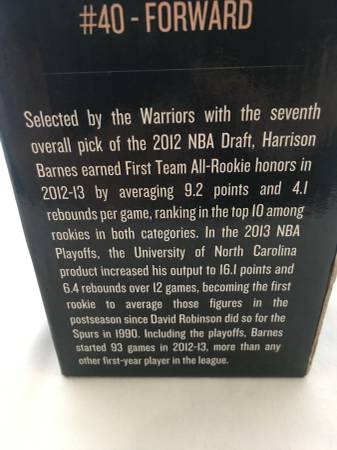 #40 - FORWARD
Selected by the Warriors with the seventh
overall pick of the 2012 NBA Draft, Harrison
Barnes earned First Team All-Rookie honors in
2012-13 by averaging 9.2 points and 4.1
rebounds per game, ranking in the top 10 among
rookies in both categories. In the 2013 NBA
Playoffs, the University of North Carolina
product increased his output to 16.1 points and
6.4 rebounds over 12 games, becoming the first
rookie to average those figures in the
postseason since David Robinson did so for the
Spurs in 1990. Including the playoffs, Barnes
started 93 games in 2012-13, more than any
other first-year player in the league.